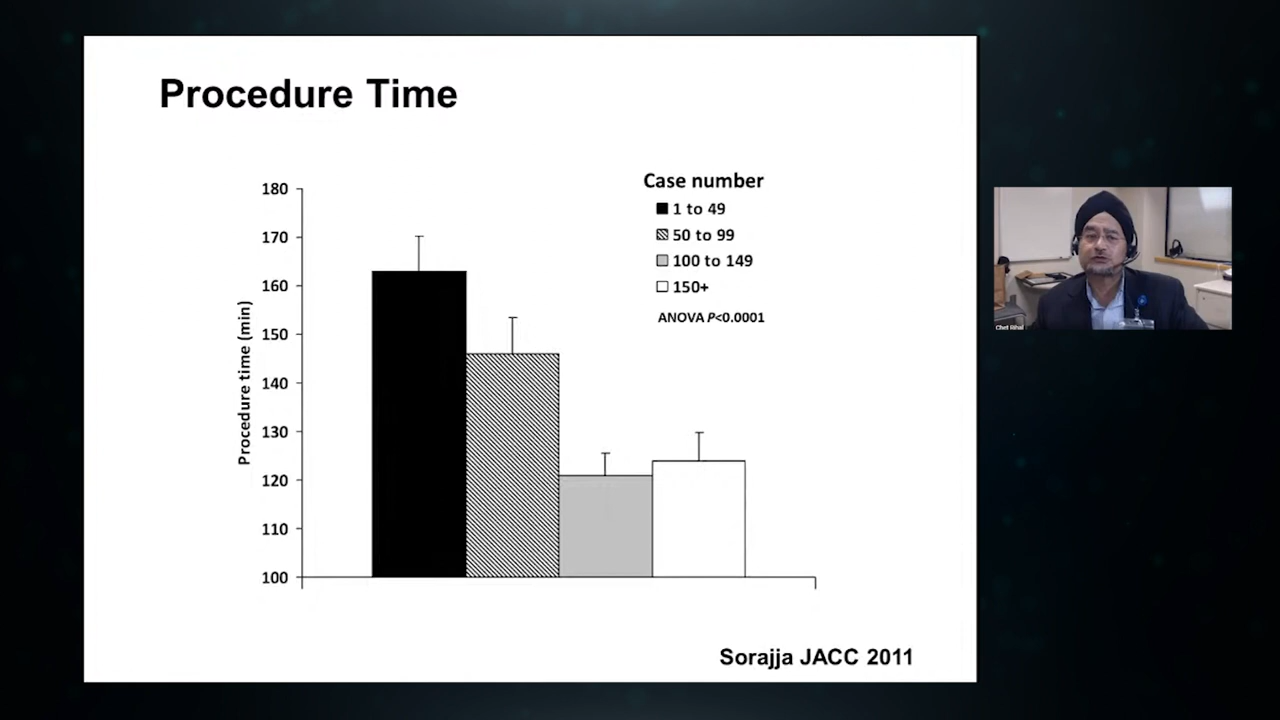 Procedure Time
Case number
1 to 49
50 to 99
100 to 149
150+
ANOVA P<0.0001
Procedure time (min)
180
170
160
150
140
130
120
110
100
Sorajja JACC 2011